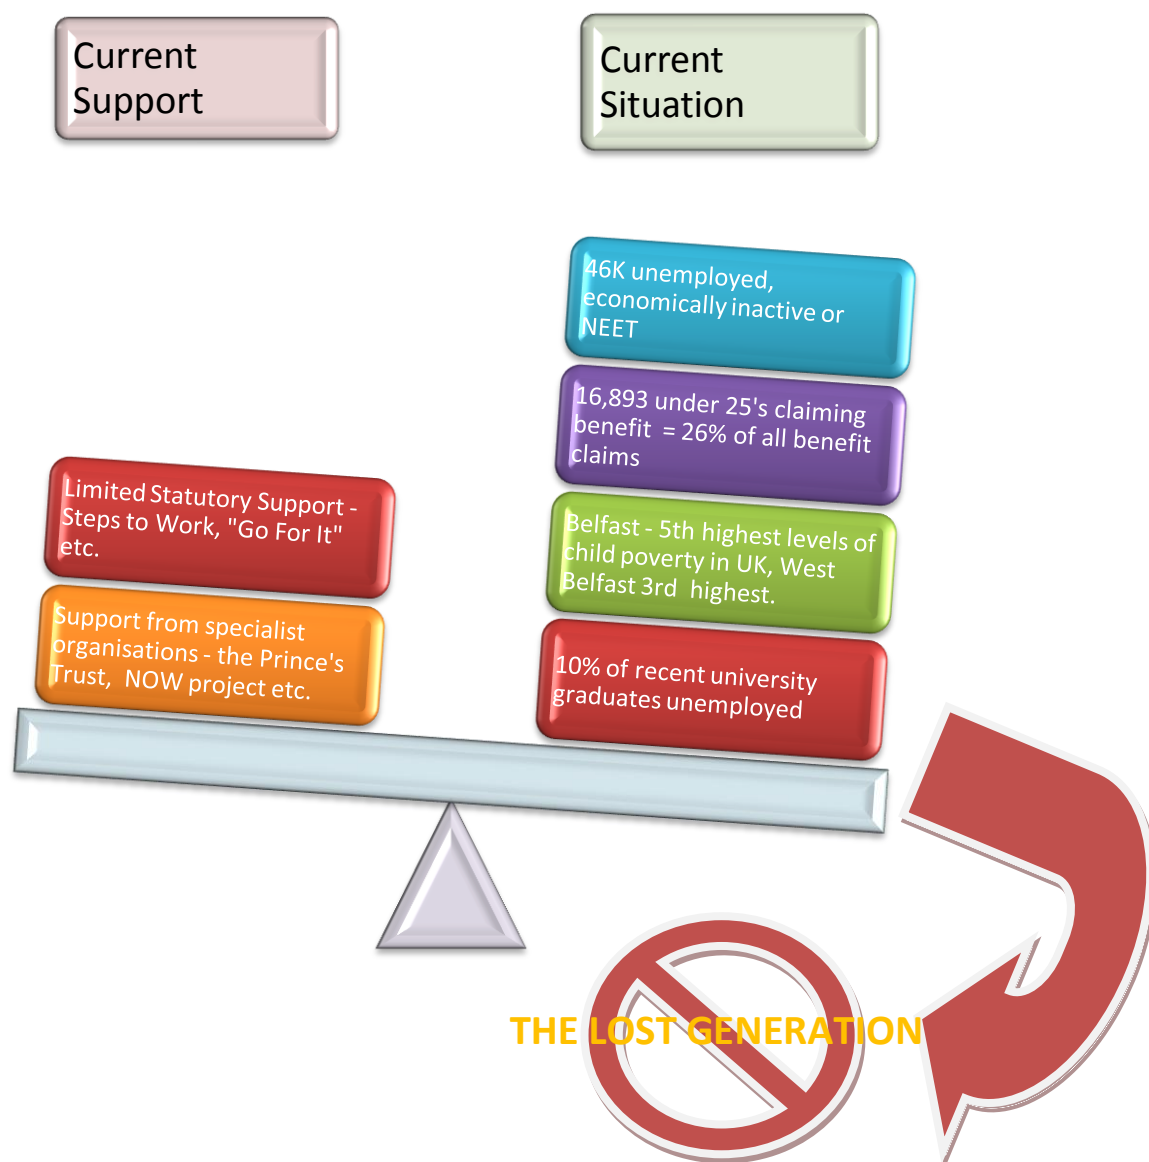 Current
Support
Current
Situation
46K unemployed,
economically inactive or
NEET
16,893 under 25's claiming
benefit  = 26% of all benefit
claims
Limited Statutory Support -
Steps to Work, "Go For It"
etc.
Belfast - 5th highest levels of
child poverty in UK, West
Belfast 3rd  highest.
Support from specialist
organisations - the Prince's
Trust,  NOW project etc.
10% of recent university
graduates unemployed
THE LOST GENERATION